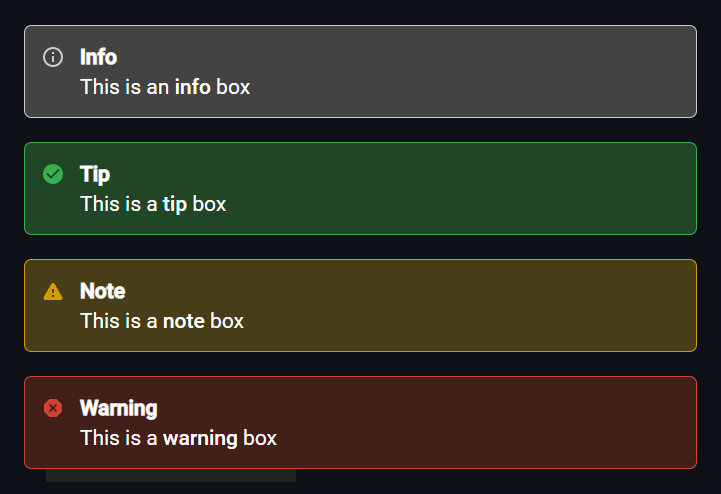 Info
This is an info box
Tip
This is a tip box
Note
This is a note box
Warning
This is a warning box